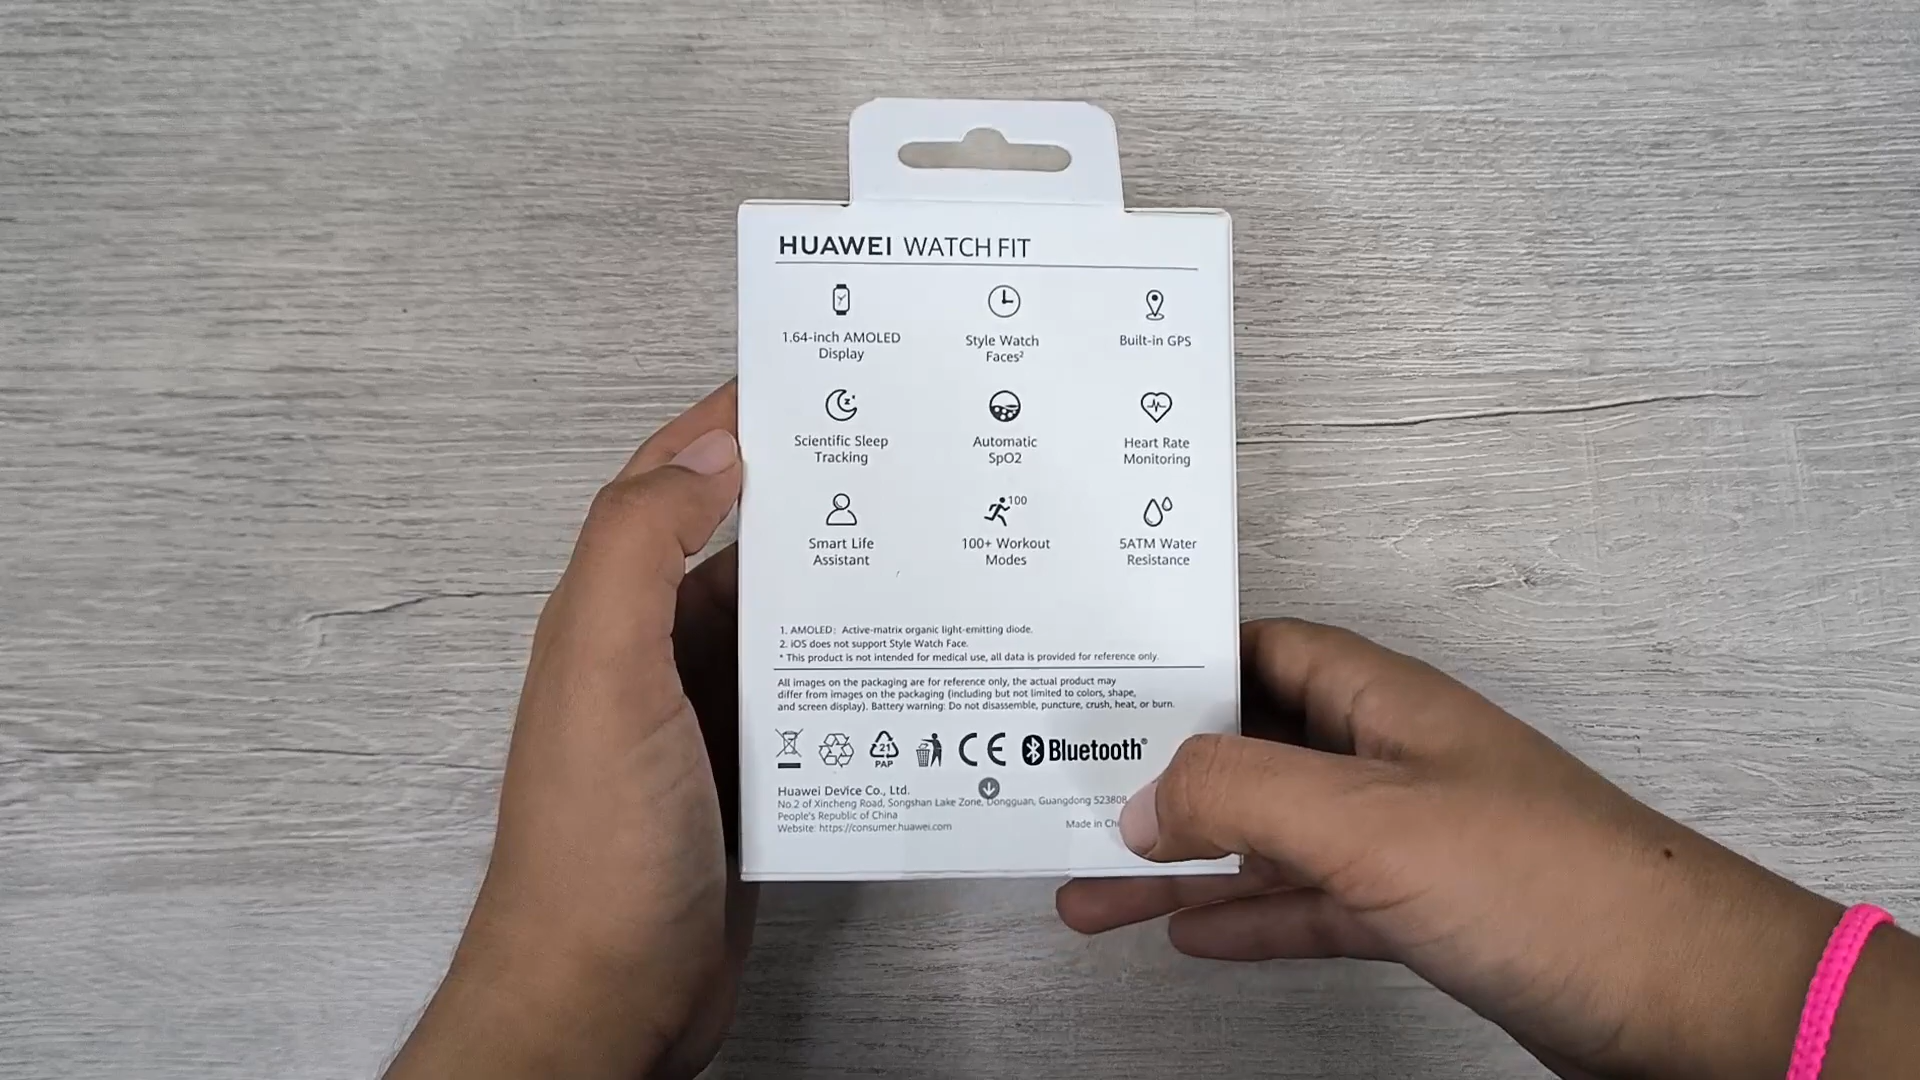 HUAWEI WATCH FIT
1.64-inch AMOLED
Display
Style Watch
Faces²
Built-in GPS
Scientific Sleep
Tracking
Automatic
SpO2
Heart Rate
Monitoring
100
Smart Life
Assistant
100+ Workout
Modes
5ATM Water
Resistance
1. AMOLED: Active-matrix organic light-emitting diode.
2. iOS does not support Style Watch Face.
* This product is not intended for medical use, all data is provided for reference only.
All images on the packaging are for reference only, the actual product may
differ from images on the packaging (including but not limited to colors, shape,
and screen display). Battery warning: Do not disassemble, puncture, crush, heat, or burn.
21
PAP
CE
Bluetooth®
Huawei Device Co., Ltd.
No.2 of Xincheng Road, Songshan Lake Zone, Dongguan, Guangdong 523808
People's Republic of China
Website: https://consumer.huawei.com
Made in